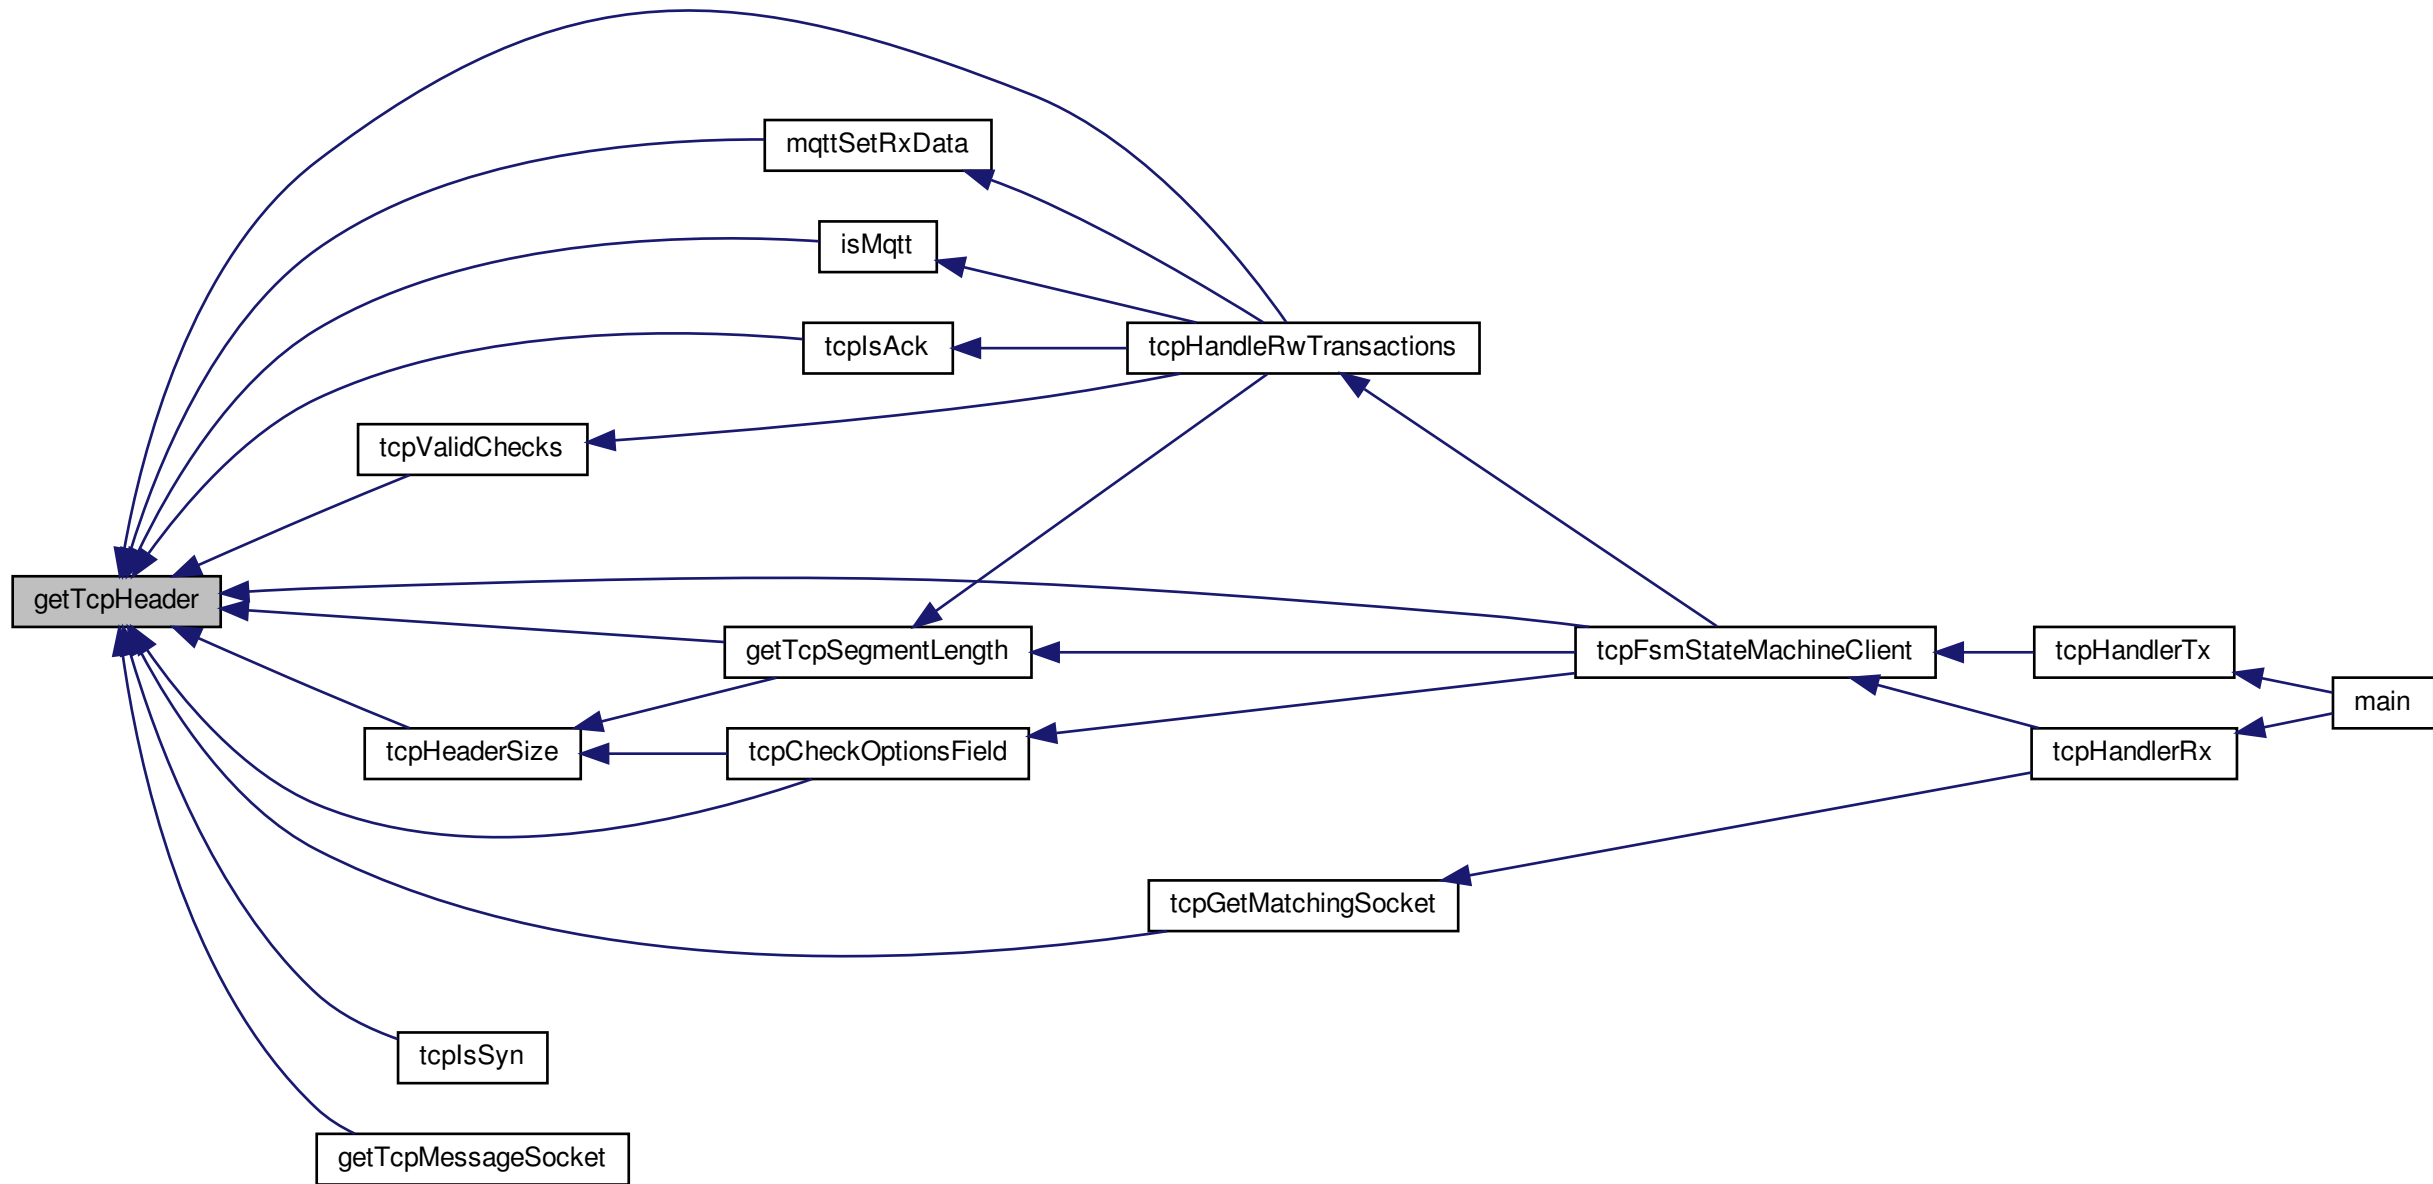 mqttSetRxData
isMqtt
tcpIsAck
tcpHandleRwTransactions
tcpValidChecks
getTcpHeader
getTcpSegmentLength
tcpFsmStateMachineClient
tcpHandlerTx
main
tcpHeaderSize
tcpCheckOptionsField
tcpHandlerRx
tcpGetMatchingSocket
tcpIsSyn
getTcpMessageSocket